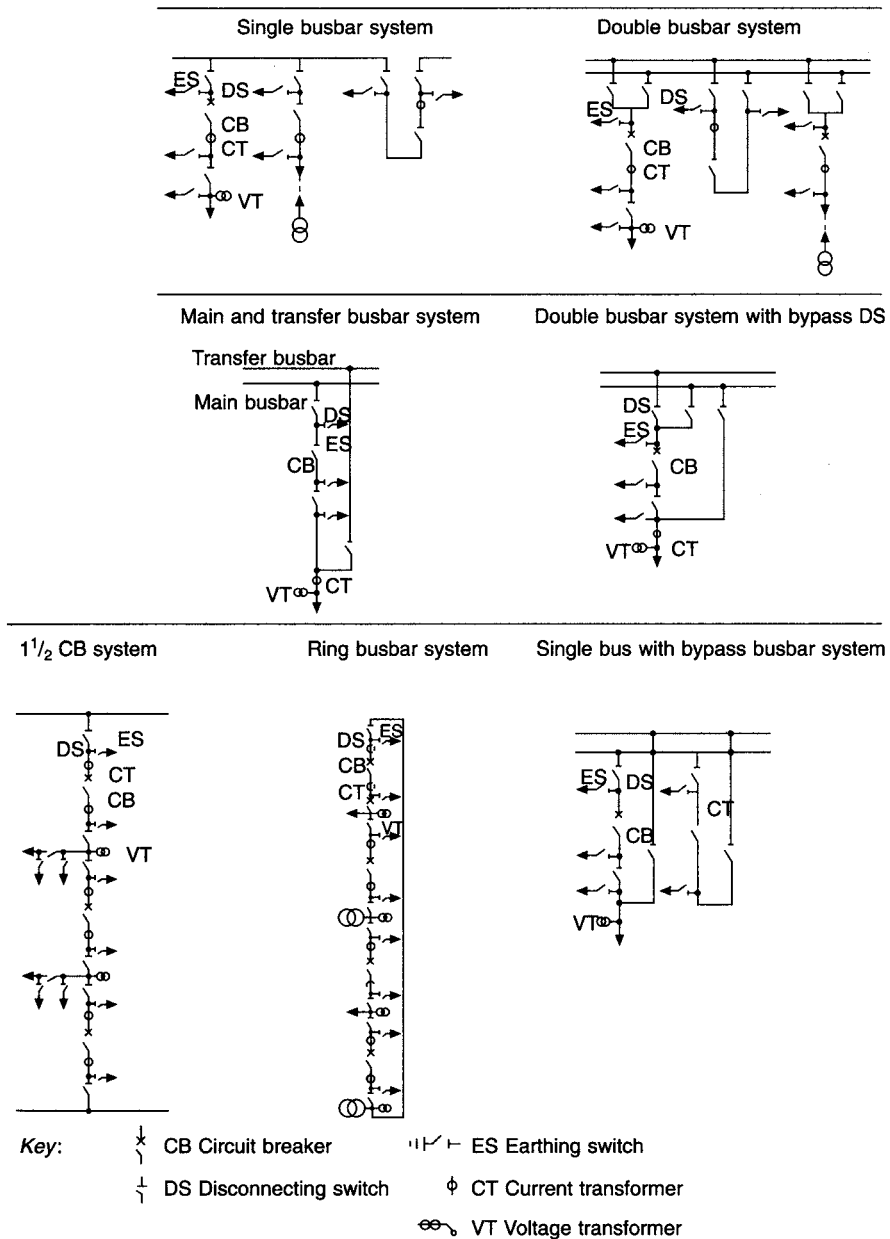 Single busbar system
Double busbar system
ES
DS
CB
CT
VT
ES
DS
CB
CT
VT
Main and transfer busbar system
Double busbar system with bypass DS
Transfer busbar
Main busbar
DS
ES
CB
VT
CT
DS
ES
CB
VT
CT
1 1/2 CB system
Ring busbar system
Single bus with bypass busbar system
DS
ES
CT
CB
VT
DS
ES
CB
CT
VT
ES
DS
CT
CB
VT
Key:
CB Circuit breaker
ES Earthing switch
DS Disconnecting switch
CT Current transformer
VT Voltage transformer